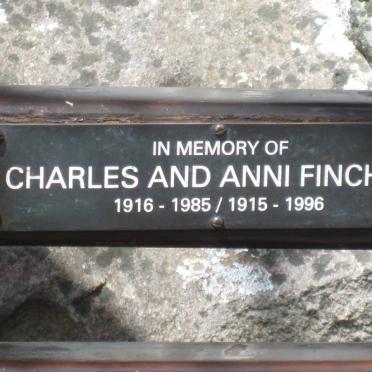 IN MEMORY OF
CHARLES AND ANNI FINCH
1916 - 1985 / 1915 - 1996